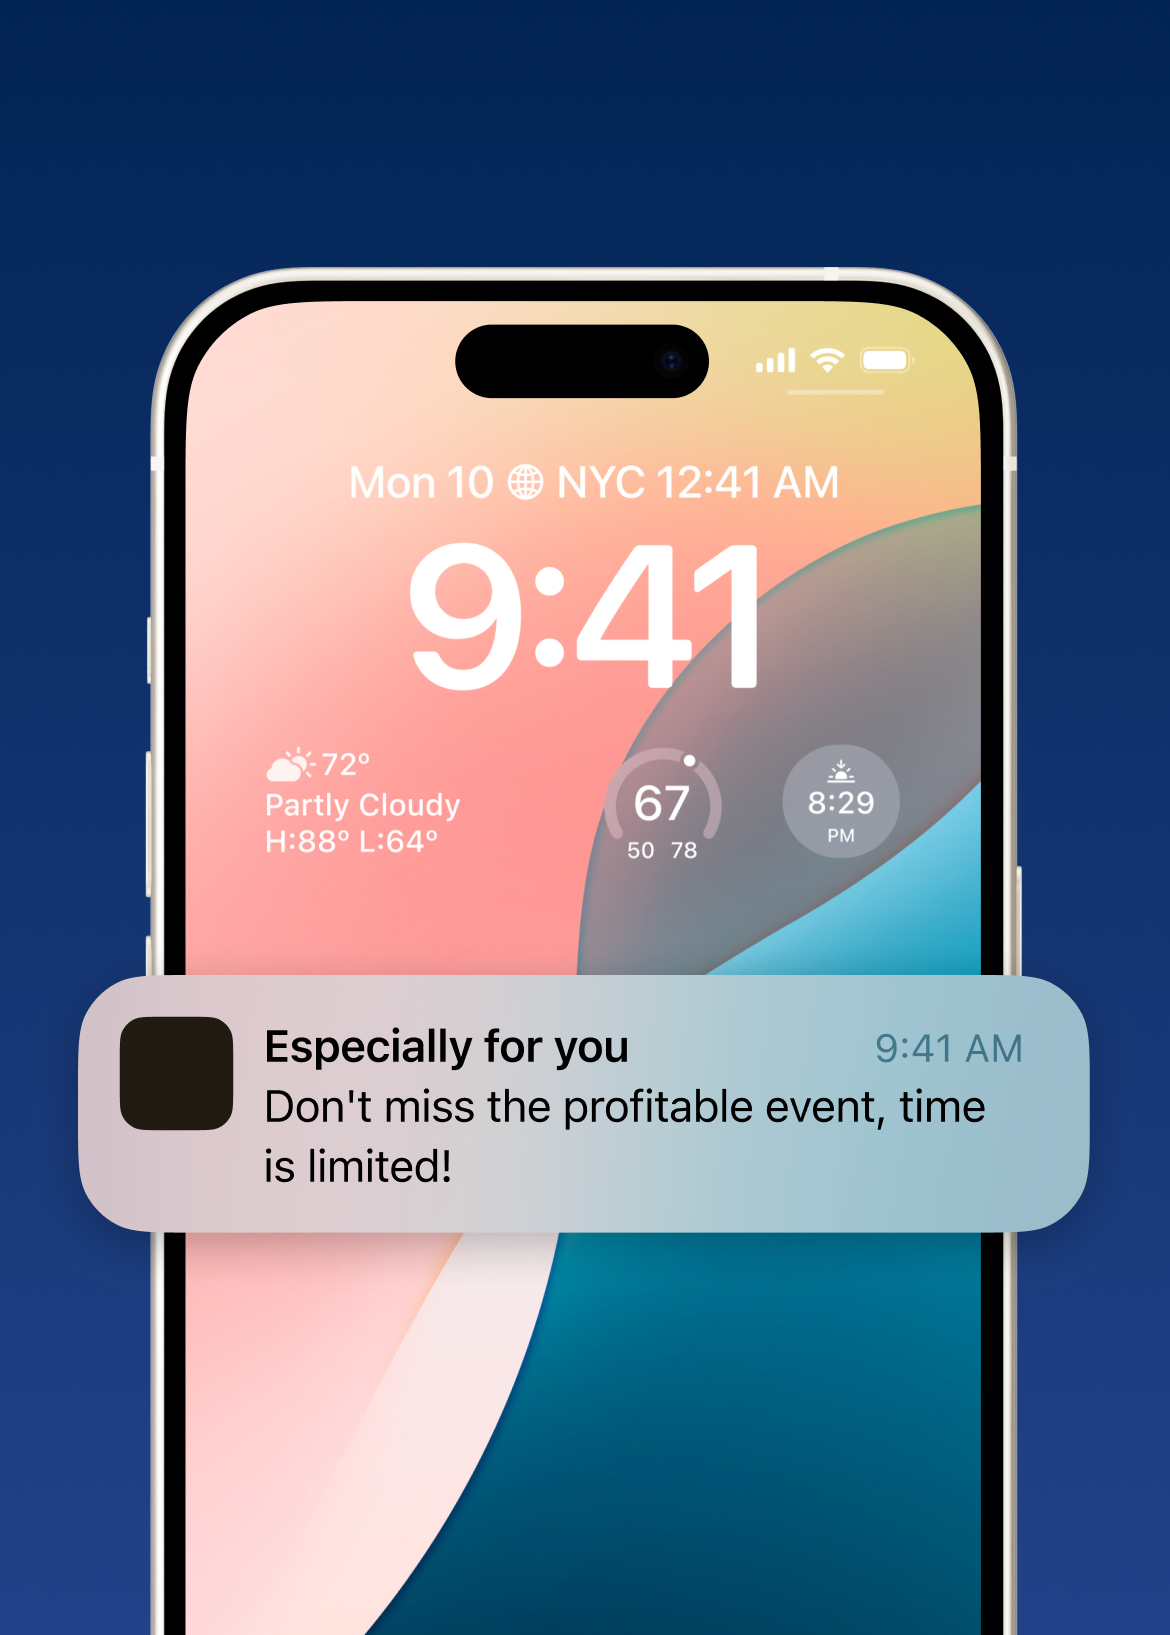 Mon 10 NYC 12:41 AM
9:41
72°
Partly Cloudy
H:88° L:64°
67
50 78
8:29
PM
Especially for you
9:41 AM
Don't miss the profitable event, time
is limited!